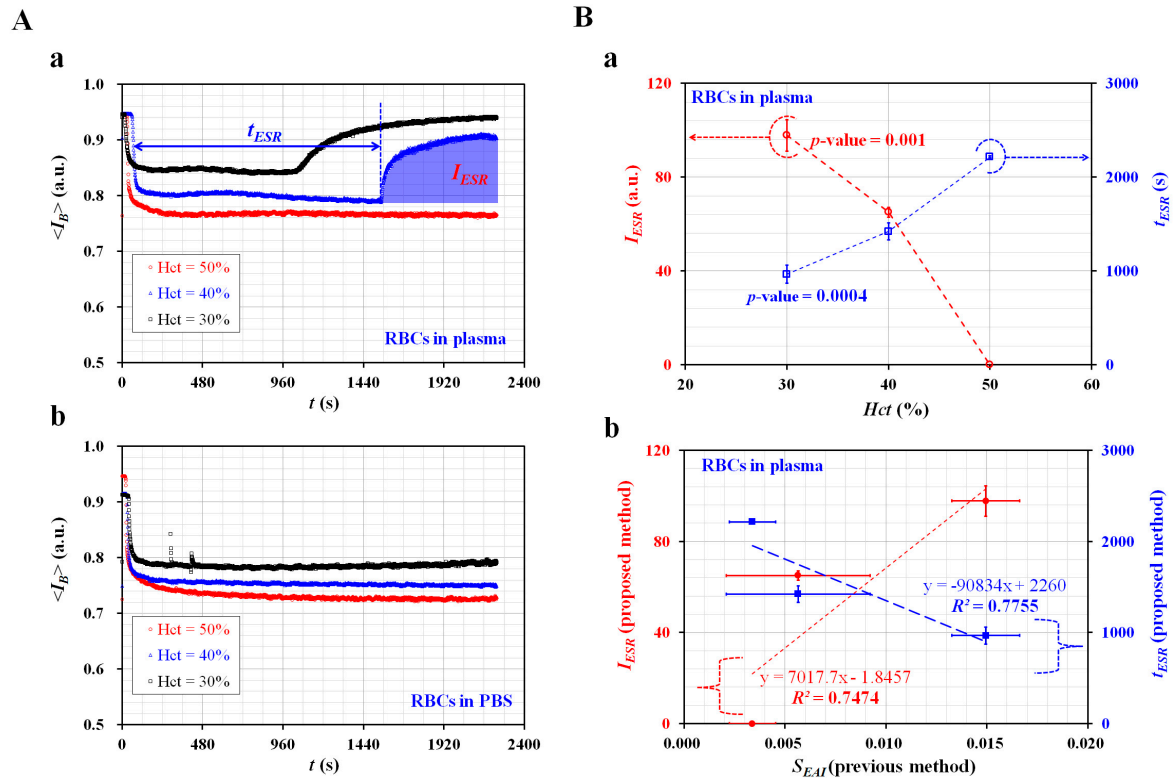 A
a
1.0
0.9
0.8
0.7
0.6
0.5
<I_B> (a.u.)
t_ESR
I_ESR
Hct = 50%
Hct = 40%
Hct = 30%
RBCs in plasma
0 480 960 1440 1920 2400
t (s)
b
1.0
0.9
0.8
0.7
0.6
0.5
<I_B> (a.u.)
Hct = 50%
Hct = 40%
Hct = 30%
RBCs in PBS
0 480 960 1440 1920 2400
t (s)
B
a
120
80
40
0
I_ESR (a.u.)
RBCs in plasma
p-value = 0.001
p-value = 0.0004
3000
2000
1000
0
t_ESR (s)
20 30 40 50 60
Hct (%)
b
120
80
40
0
I_ESR (proposed method)
RBCs in plasma
y = -90834x + 2260
R² = 0.7755
y = 7017.7x - 1.8457
R² = 0.7474
3000
2000
1000
0
t_ESR (proposed method)
0.000 0.005 0.010 0.015 0.020
S_EAI (previous method)